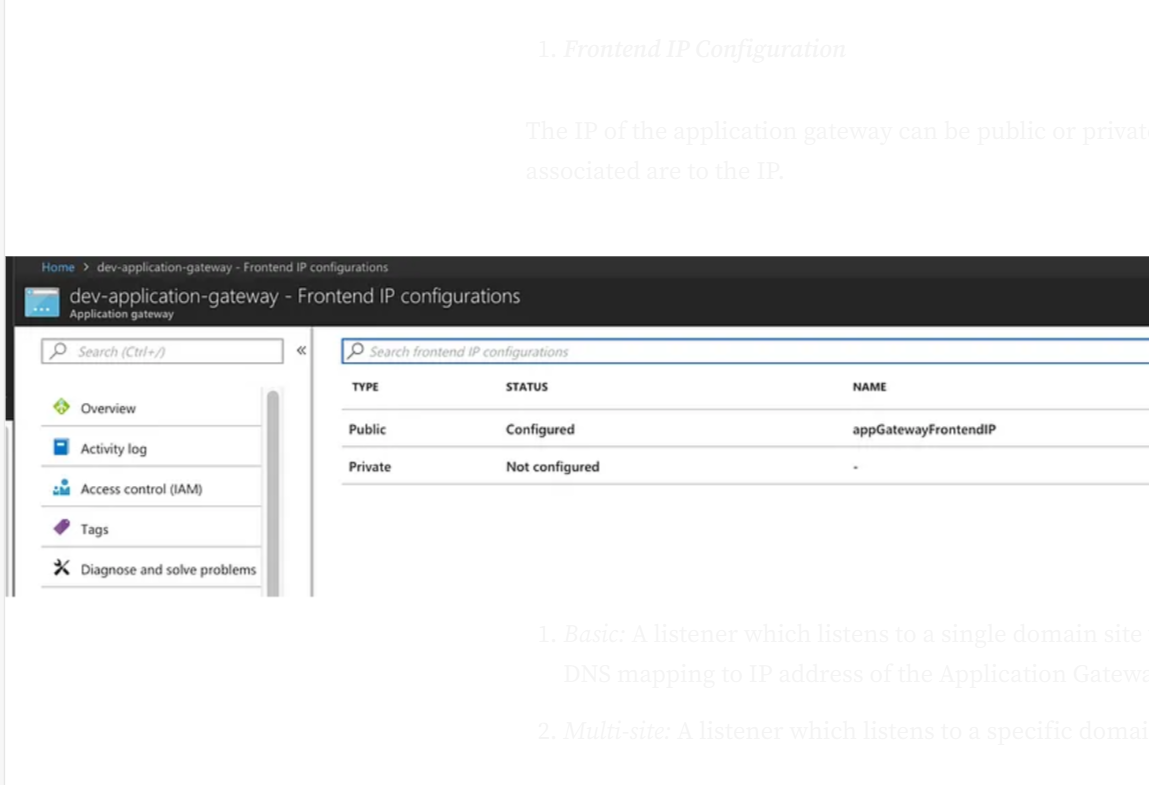 1. Frontend IP Configuration
The IP of the application gateway can be public or private
associated are to the IP.
Home > dev-application-gateway - Frontend IP configurations
dev-application-gateway - Frontend IP configurations
Application gateway
Search (Ctrl+/)
«
Search frontend IP configurations
TYPE STATUS NAME
Public Configured appGatewayFrontendIP
Private Not configured -
Overview
Activity log
Access control (IAM)
Tags
Diagnose and solve problems
1. Basic: A listener which listens to a single domain site
DNS mapping to IP address of the Application Gatewa
2. Multi-site: A listener which listens to a specific domai